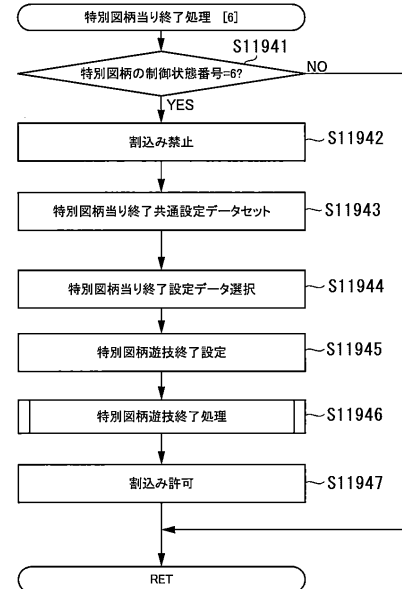 特別図柄当り終了処理 [6]
S11941
特別図柄の制御状態番号=6?
NO
YES
割込み禁止
S11942
特別図柄当り終了共通設定データセット
S11943
特別図柄当り終了設定データ選択
S11944
特別図柄遊技終了設定
S11945
特別図柄遊技終了処理
S11946
割込み許可
S11947
RET